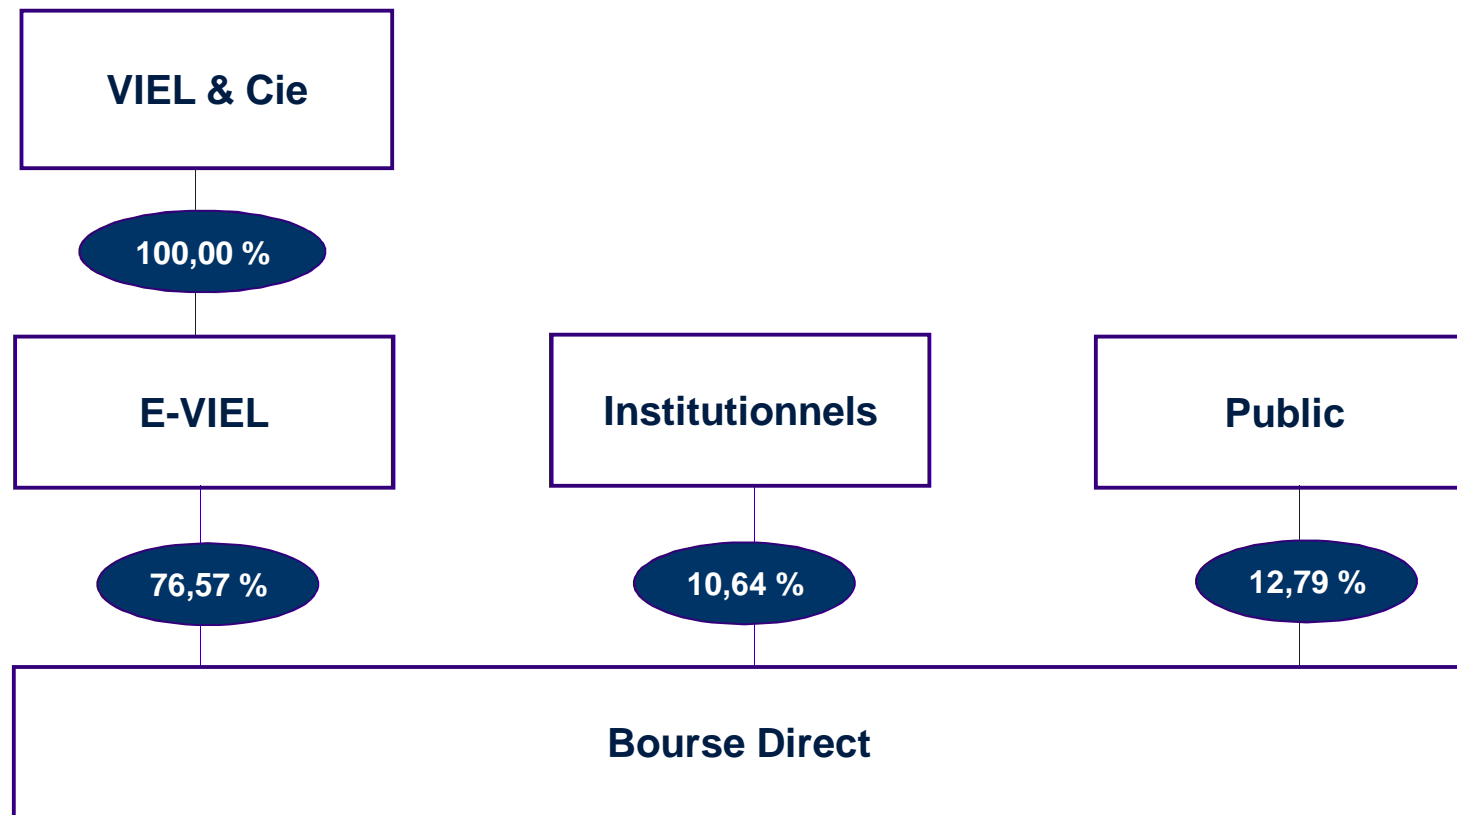 VIEL & Cie
100,00 %
E-VIEL
Institutionnels
Public
76,57 %
10,64 %
12,79 %
Bourse Direct